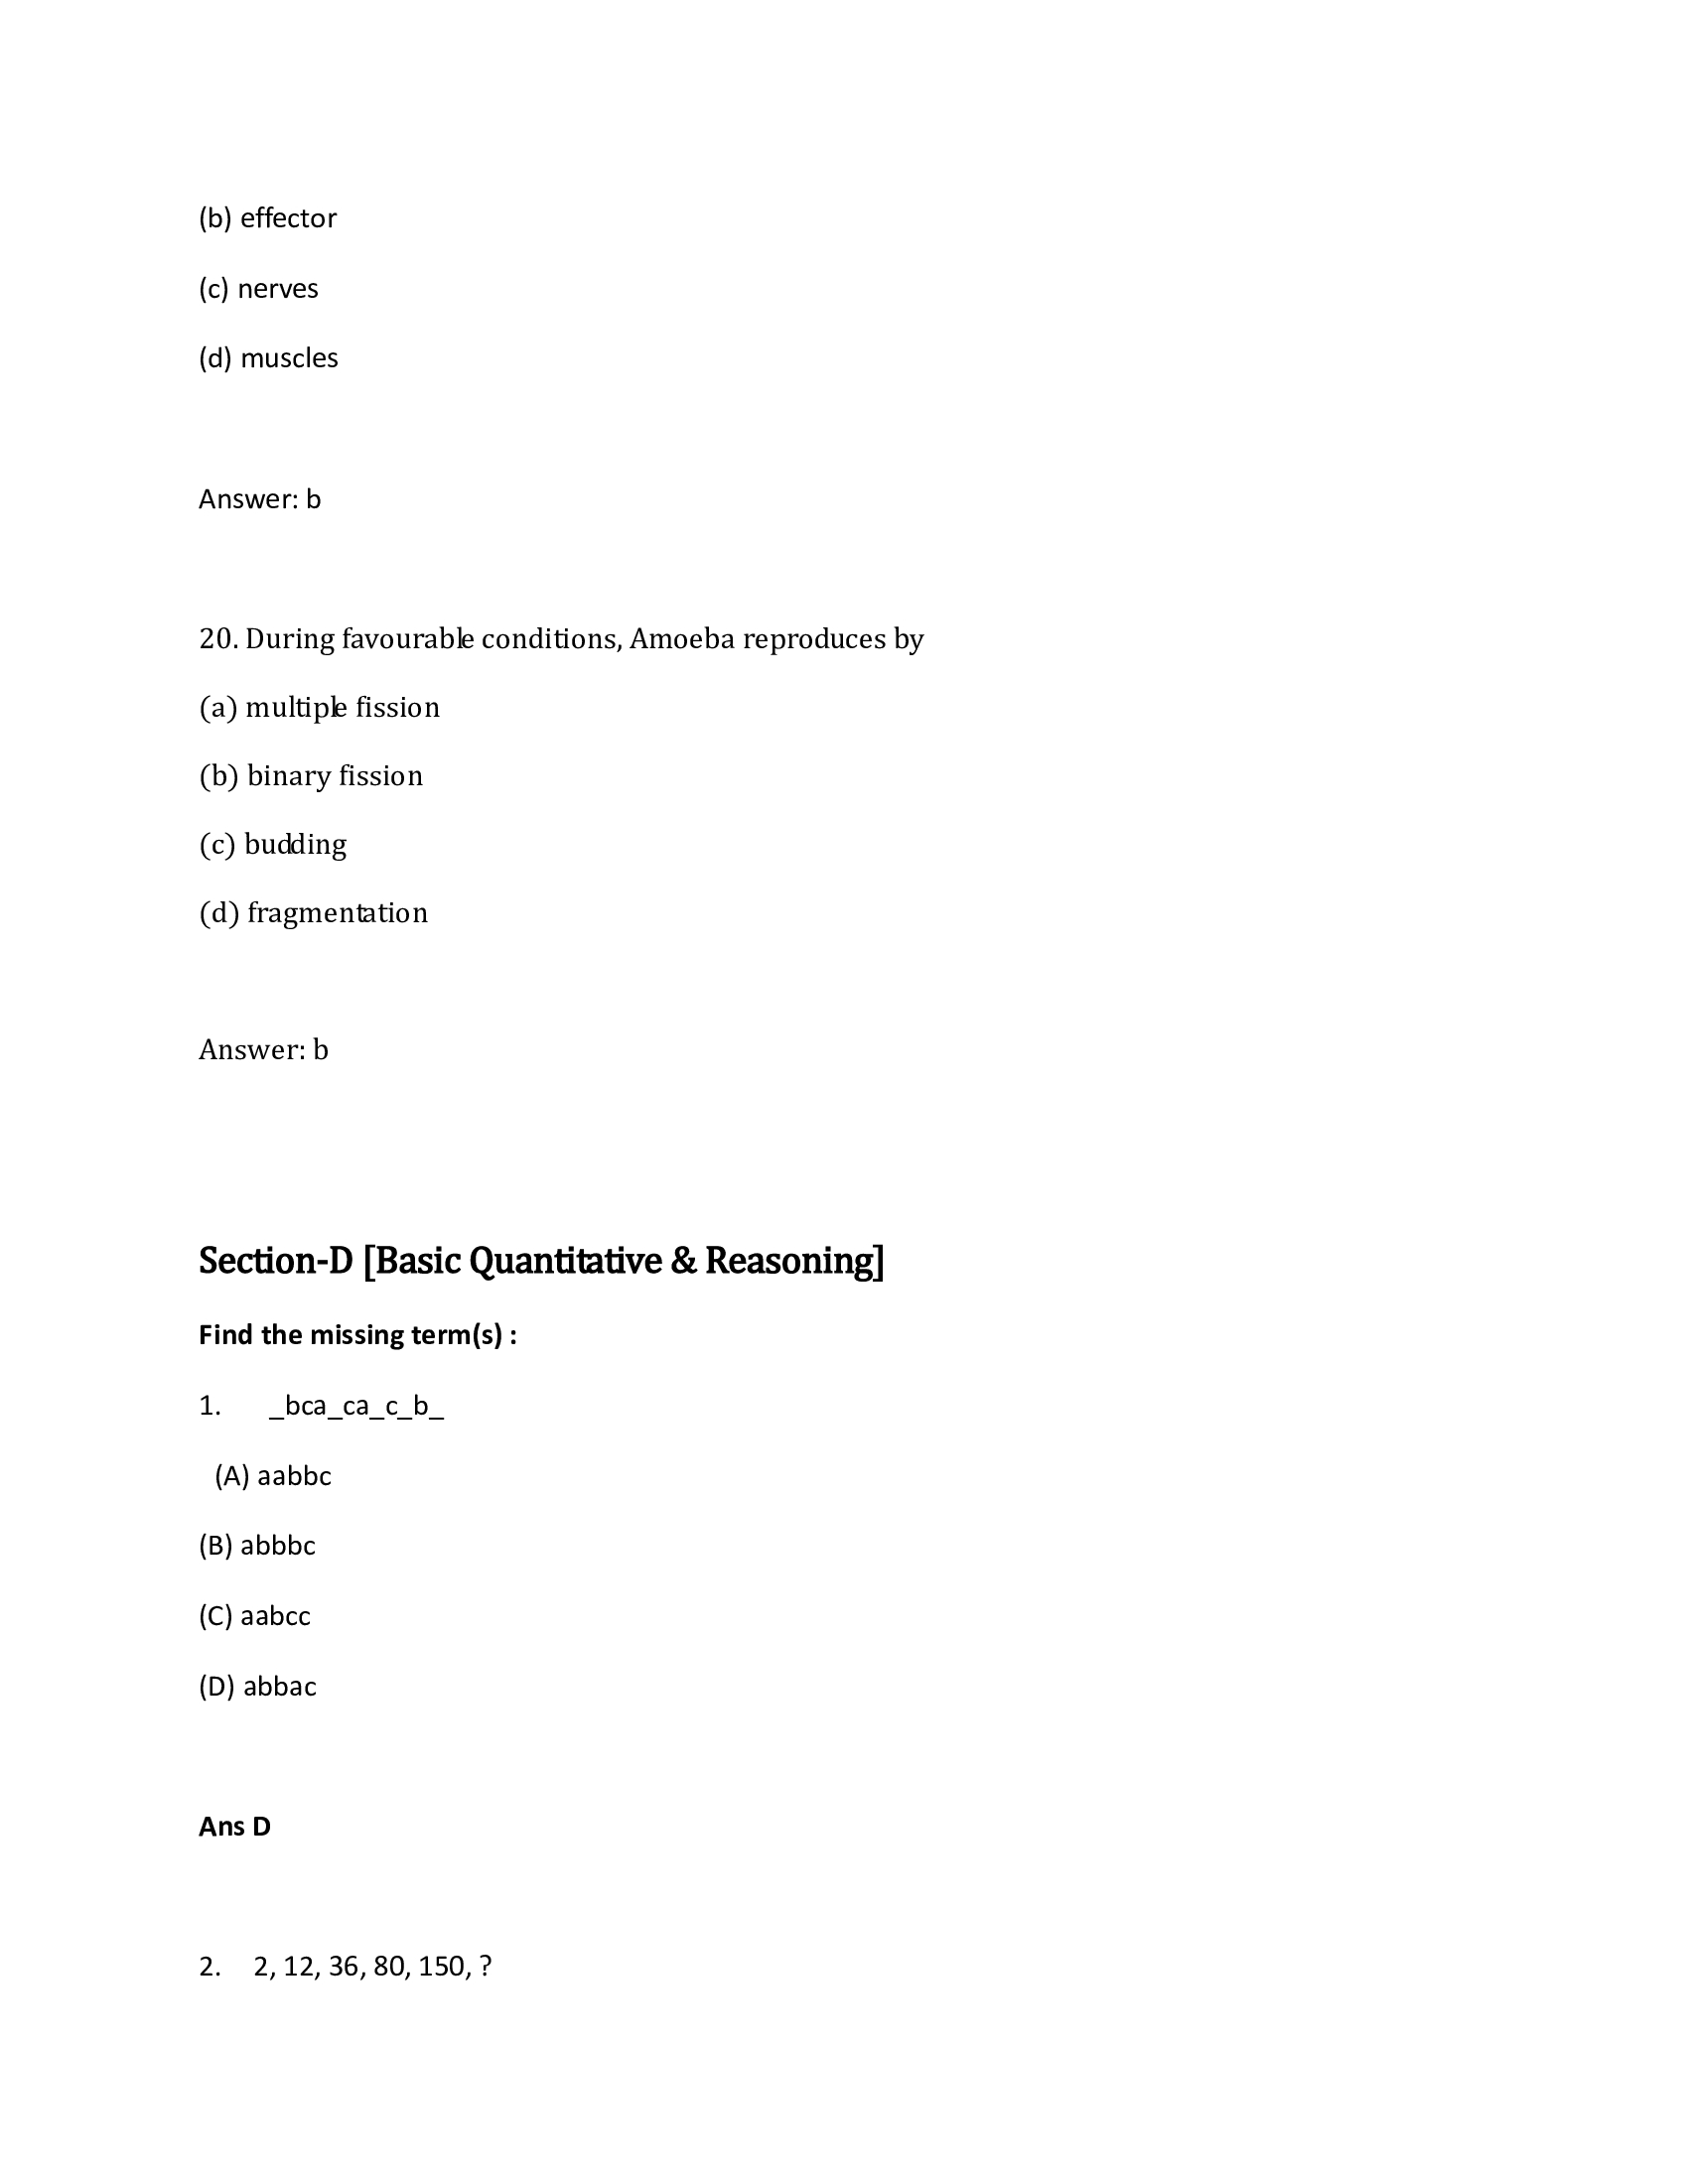 (b) effector
(c) nerves
(d) muscles
Answer: b
20. During favourable conditions, Amoeba reproduces by
(a) multiple fission
(b) binary fission
(c) budding
(d) fragmentation
Answer: b
Section-D [Basic Quantitative & Reasoning]
Find the missing term(s) :
1. _bca_ca_c_b_
(A) aabbc
(B) abbbc
(C) aabcc
(D) abbac
Ans D
2. 2, 12, 36, 80, 150, ?